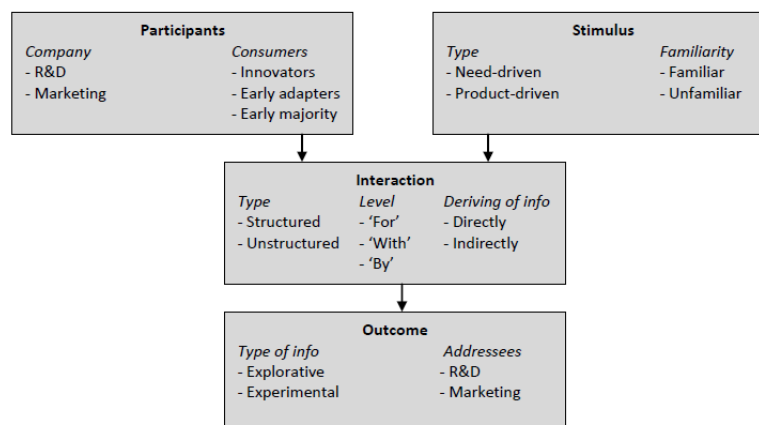 Participants
Company Consumers
- R&D - Innovators
- Marketing - Early adapters
- Early majority
Stimulus
Type Familiarity
- Need-driven - Familiar
- Product-driven - Unfamiliar
Interaction
Type Level Deriving of info
- Structured - ‘For’ - Directly
- Unstructured - ‘With’ - Indirectly
- ‘By’
Outcome
Type of info Addressees
- Explorative - R&D
- Experimental - Marketing